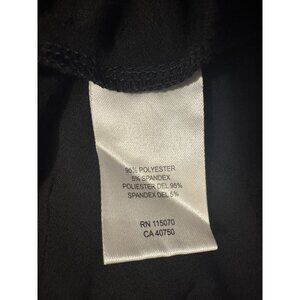 95% POLYESTER
5% SPANDEX
POLIESTER DEL 95%
SPANDEX DEL 5%
RN 115070
CA 40750